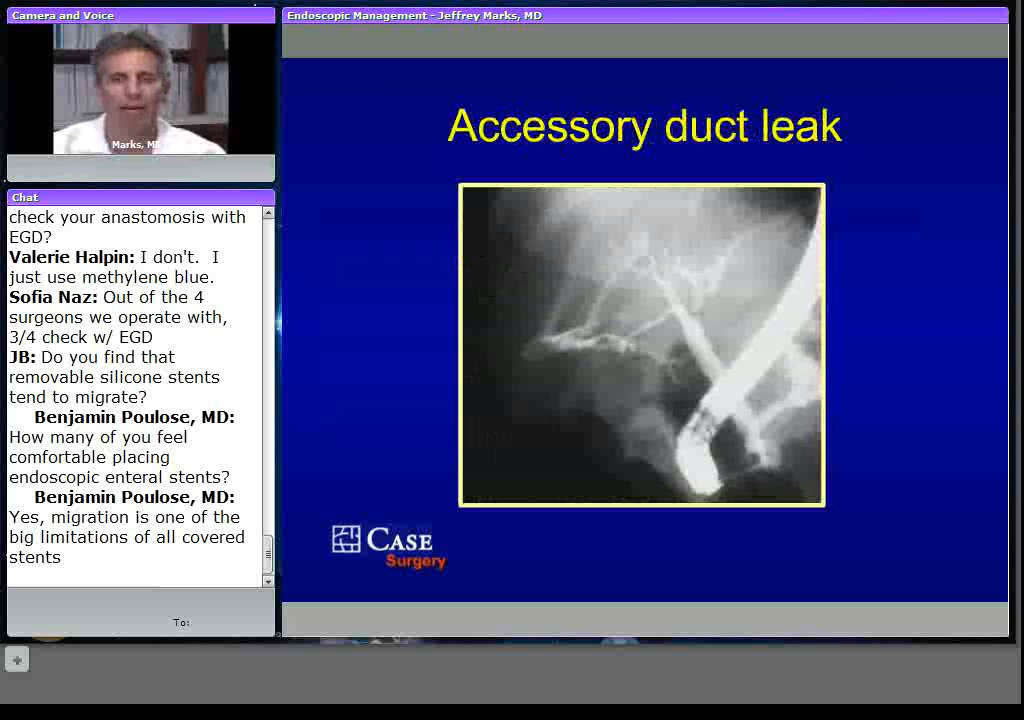 Camera and Voice
Marks, M
Chat
check your anastomosis with
EGD?
Valerie Halpin: I don't. I
just use methylene blue.
Sofia Naz: Out of the 4
surgeons we operate with,
3/4 check w/ EGD
JB: Do you find that
removable silicone stents
tend to migrate?
Benjamin Poulose, MD:
How many of you feel
comfortable placing
endoscopic enteral stents?
Benjamin Poulose, MD:
Yes, migration is one of the
big limitations of all covered
stents
To:
Endoscopic Management - Jeffrey Marks, MD
Accessory duct leak
CASE
Surgery